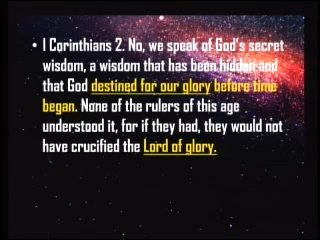 • I Corinthians 2. No, we speak of God's secret
wisdom, a wisdom that has been hidden and
that God destined for our glory before time
began. None of the rulers of this age
understood it, for if they had, they would not
have crucified the Lord of glory.